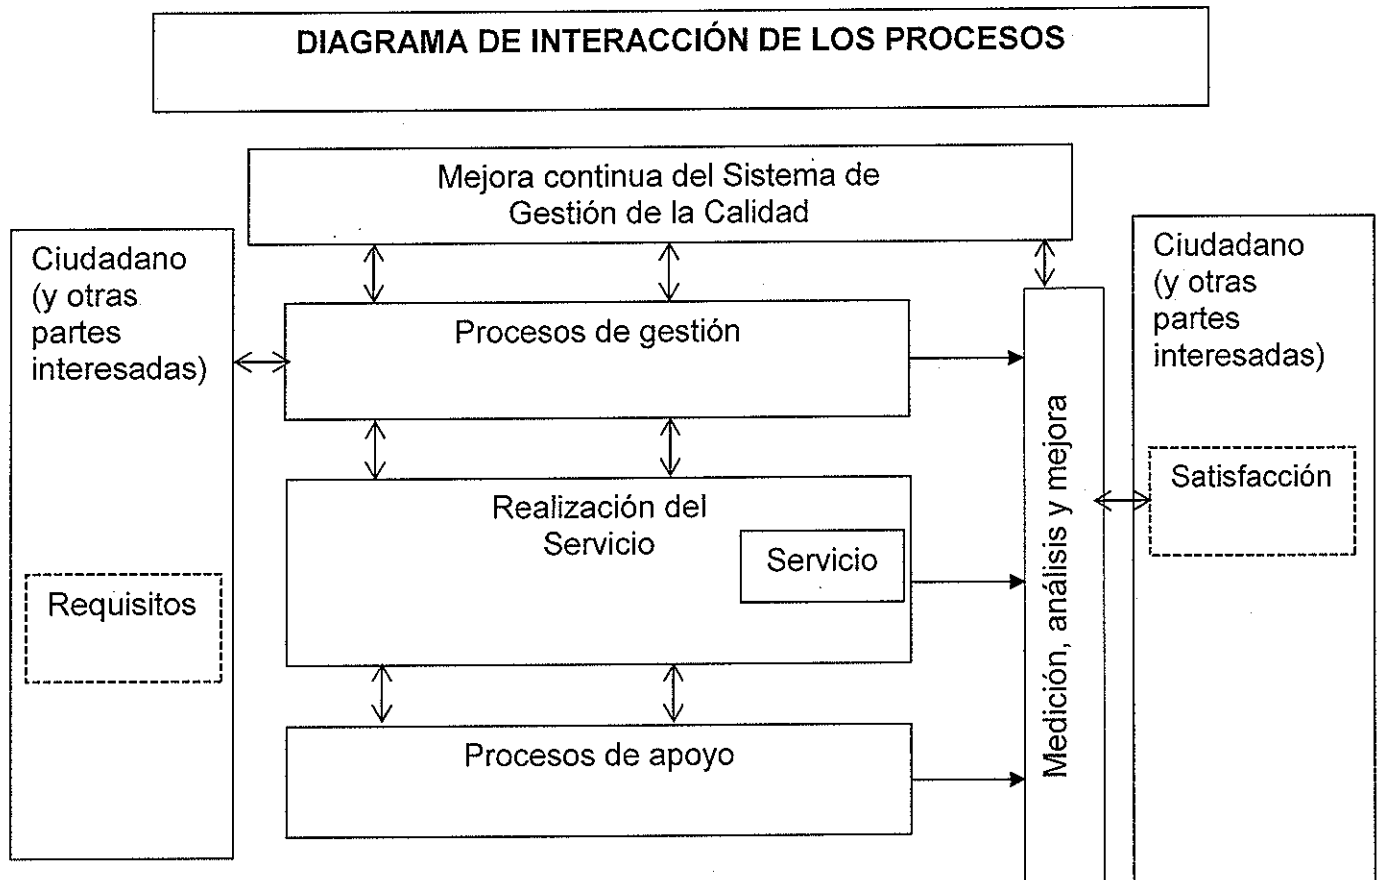 DIAGRAMA DE INTERACCIÓN DE LOS PROCESOS
Mejora continua del Sistema de
Gestión de la Calidad
Ciudadano
(y otras
partes
interesadas)
Requisitos
Procesos de gestión
Realización del
Servicio
Servicio
Procesos de apoyo
Medición, análisis y mejora
Ciudadano
(y otras
partes
interesadas)
Satisfacción